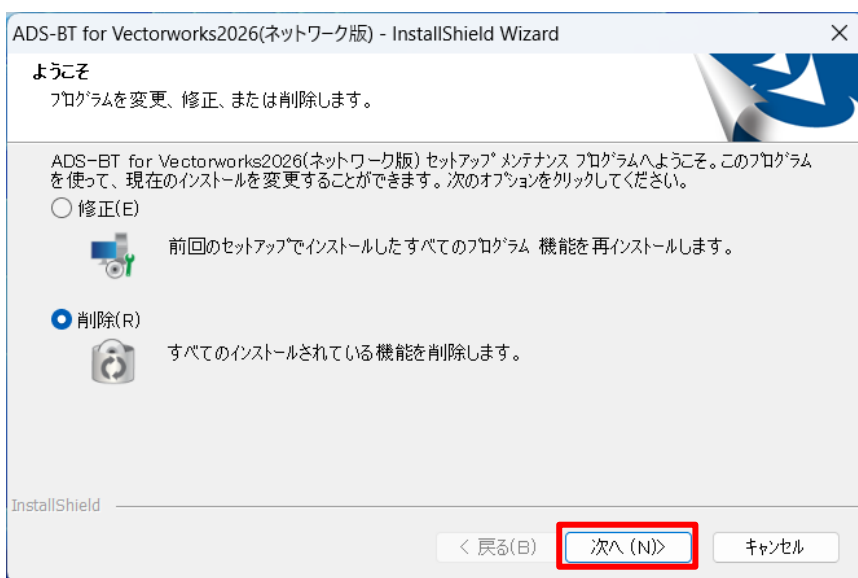 ADS-BT for Vectorworks2026(ネットワーク版) - InstallShield Wizard
ようこそ
プログラムを変更、修正、または削除します。
ADS-BT for Vectorworks2026(ネットワーク版) セットアップ メンテナンス プログラムへようこそ。このプログラム
を使って、現在のインストールを変更することができます。次のオプションをクリックしてください。
修正(E)
前回のセットアップでインストールしたすべてのプログラム 機能を再インストールします。
削除(R)
すべてのインストールされている機能を削除します。
InstallShield
< 戻る(B)
次へ (N)>
キャンセル